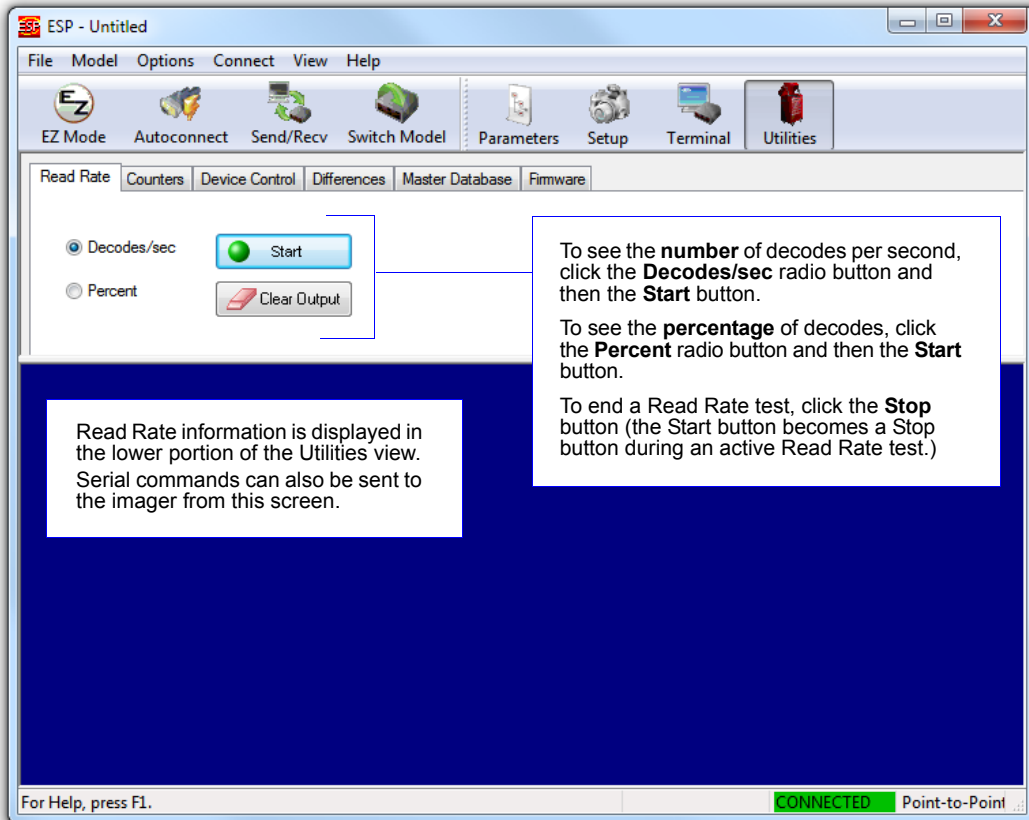 ESP ESP - Untitled
File Model Options Connect View Help
EZ
EZ Mode Autoconnect Send/Recv Switch Model Parameters Setup Terminal Utilities
Read Rate Counters Device Control Differences Master Database Firmware
Decodes/sec Start
Percent Clear Output
To see the number of decodes per second,
click the Decodes/sec radio button and
then the Start button.
To see the percentage of decodes, click
the Percent radio button and then the Start
button.
To end a Read Rate test, click the Stop
button (the Start button becomes a Stop
button during an active Read Rate test.)
Read Rate information is displayed in
the lower portion of the Utilities view.
Serial commands can also be sent to
the imager from this screen.
For Help, press F1. CONNECTED Point-to-Point